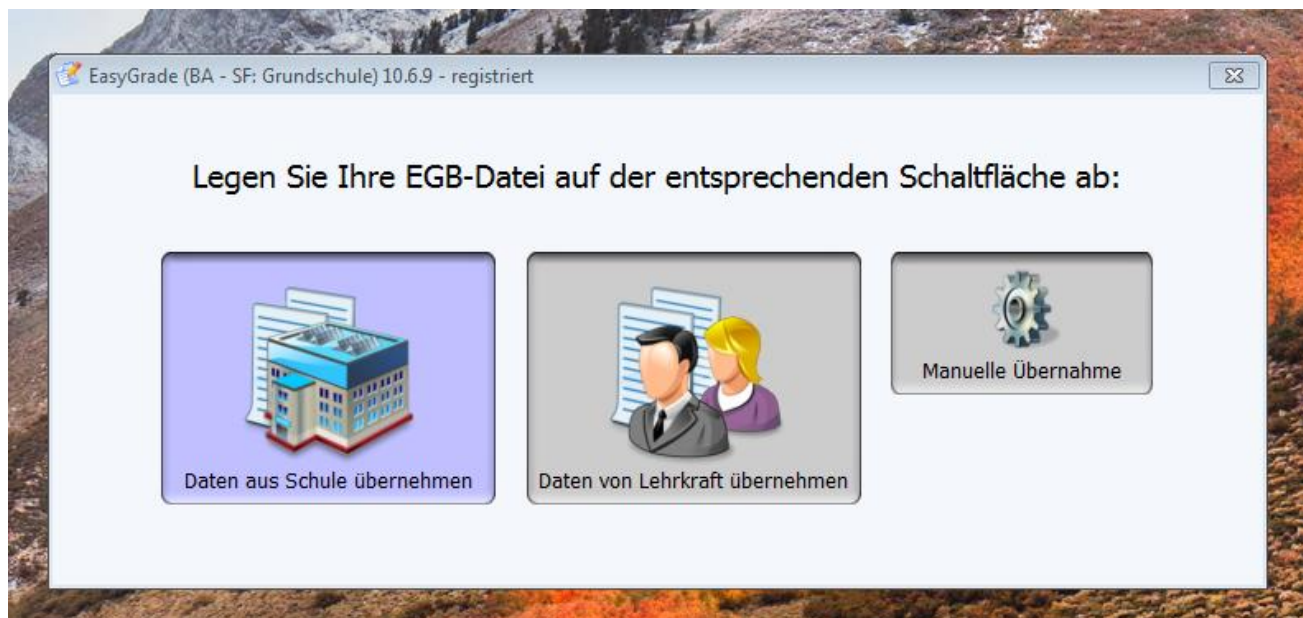 EasyGrade (BA - SF: Grundschule) 10.6.9 - registriert
Legen Sie Ihre EGB-Datei auf der entsprechenden Schaltfläche ab:
Daten aus Schule übernehmen
Daten von Lehrkraft übernehmen
Manuelle Übernahme